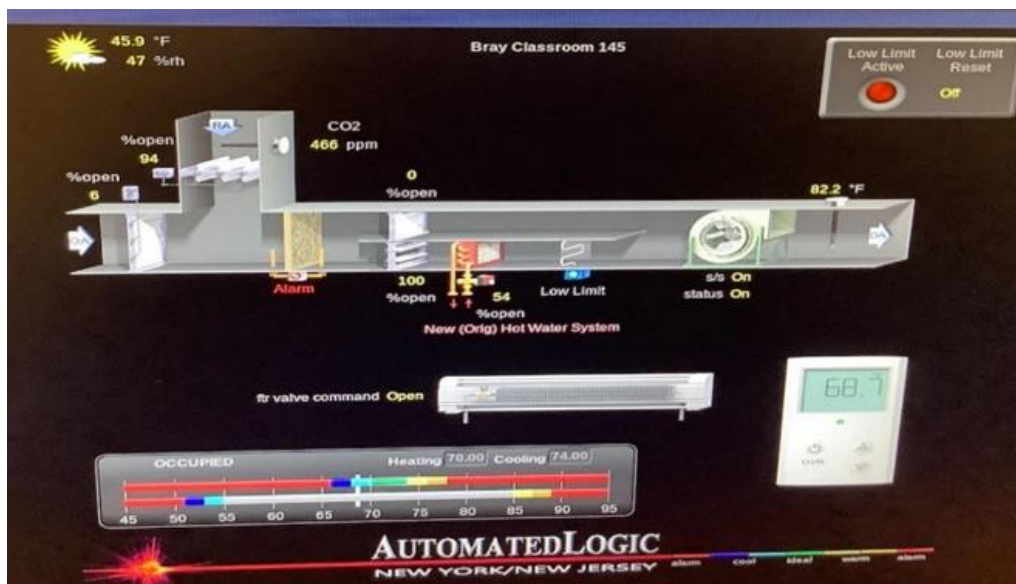 45.9 °F
47 %rh
Bray Classroom 145
Low Limit Active
Low Limit Reset
Off
RA
CO2
466 ppm
%open
94
%open
6
0
%open
82.2 °F
OA
DA
Alarm
100
%open
54
%open
Low Limit
s/s On
status On
New (Orig) Hot Water System
ftr valve command Open
68.7
OCCUPIED
Heating 70.00 Cooling 74.00
45 50 55 60 65 70 75 80 85 90 95
AUTOMATEDLOGIC
NEW YORK/NEW JERSEY
alarm cool ideal warm alarm